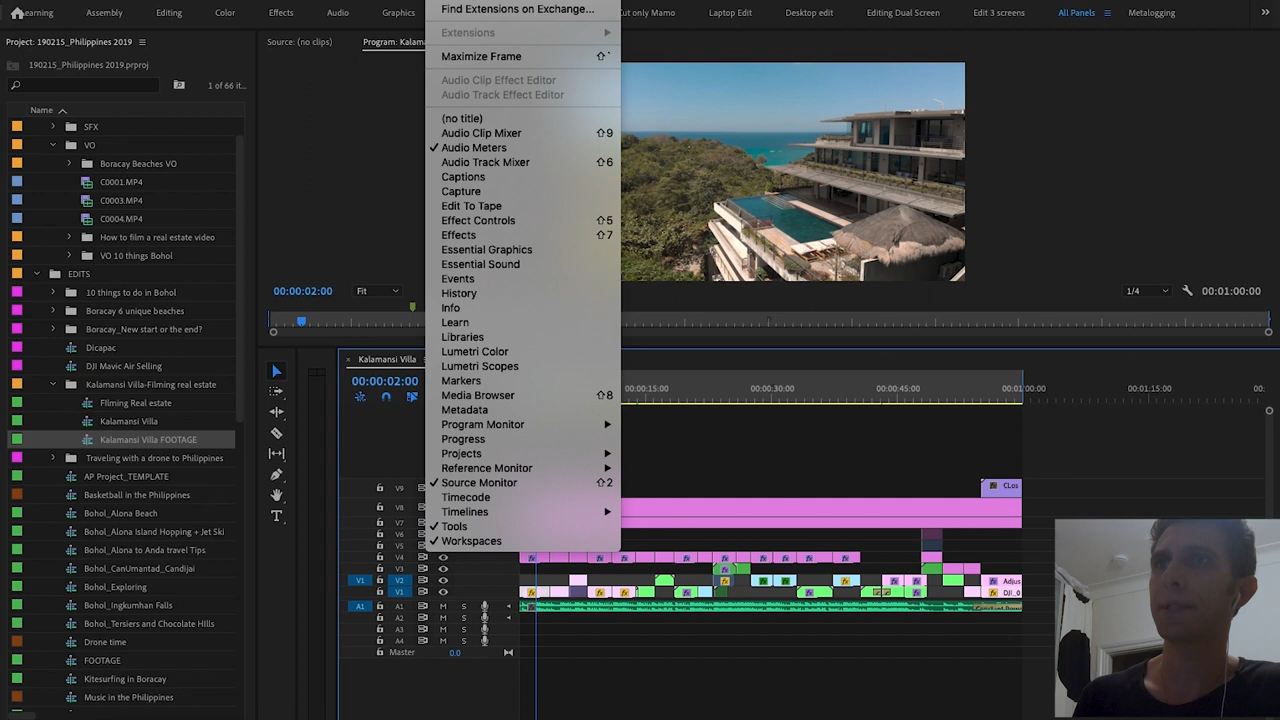 Learning
Assembly
Editing
Color
Effects
Audio
Graphics
Cut only Mamo
Laptop Edit
Desktop edit
Editing Dual Screen
Edit 3 screens
All Panels
Metalogging
Project: 190215_Philippines 2019
190215_Philippines 2019.prproj
1 of 66 it...
Name
SFX
VO
Boracay Beaches VO
C0001.MP4
C0003.MP4
C0004.MP4
How to film a real estate video
VO 10 things Bohol
EDITS
10 things to do in Bohol
Boracay 6 unique beaches
Boracay_New start or the end?
Dicapac
DJI Mavic Air Selling
Kalamansi Villa-Filming real estate
FIlming Real estate
Kalamansi Villa
Kalamansi Villa FOOTAGE
Traveling with a drone to Philippines
AP Project_TEMPLATE
Basketball in the Philippines
Bohol_Alona Beach
Bohol_Alona Island Hopping + Jet Ski
Bohol_Alona to Anda travel Tips
Bohol_CanUmantad_Candijai
Bohol_Exploring
Bohol_Ingkumhan Falls
Bohol_Tersiers and Chocolate HIlls
Drone time
FOOTAGE
Kitesurfing in Boracay
Music in the Philippines
Source: (no clips)
Program: Kalama
00:00:02:00
Fit
1/4
00:01:00:00
Find Extensions on Exchange...
Extensions
Maximize Frame ⇧`
Audio Clip Effect Editor
Audio Track Effect Editor
(no title)
Audio Clip Mixer ⇧9
✓ Audio Meters
Audio Track Mixer ⇧6
Captions
Capture
Edit To Tape
Effect Controls ⇧5
Effects ⇧7
Essential Graphics
Essential Sound
Events
History
Info
Learn
Libraries
Lumetri Color
Lumetri Scopes
Markers
Media Browser ⇧8
Metadata
Program Monitor
Progress
Projects
Reference Monitor
✓ Source Monitor ⇧2
Timecode
Timelines
✓ Tools
✓ Workspaces
× Kalamansi Villa
00:00:02:00
00:00:15:00
00:00:30:00
00:00:45:00
00:01:00:00
00:01:15:00
00:
V9
CLos
V8
V7
V6
V5
V4
V1 V2
Adjus
V1
DJI_0
A1 A1 M S
A2 M S
A3 M S
A4 M S
Master 0.0